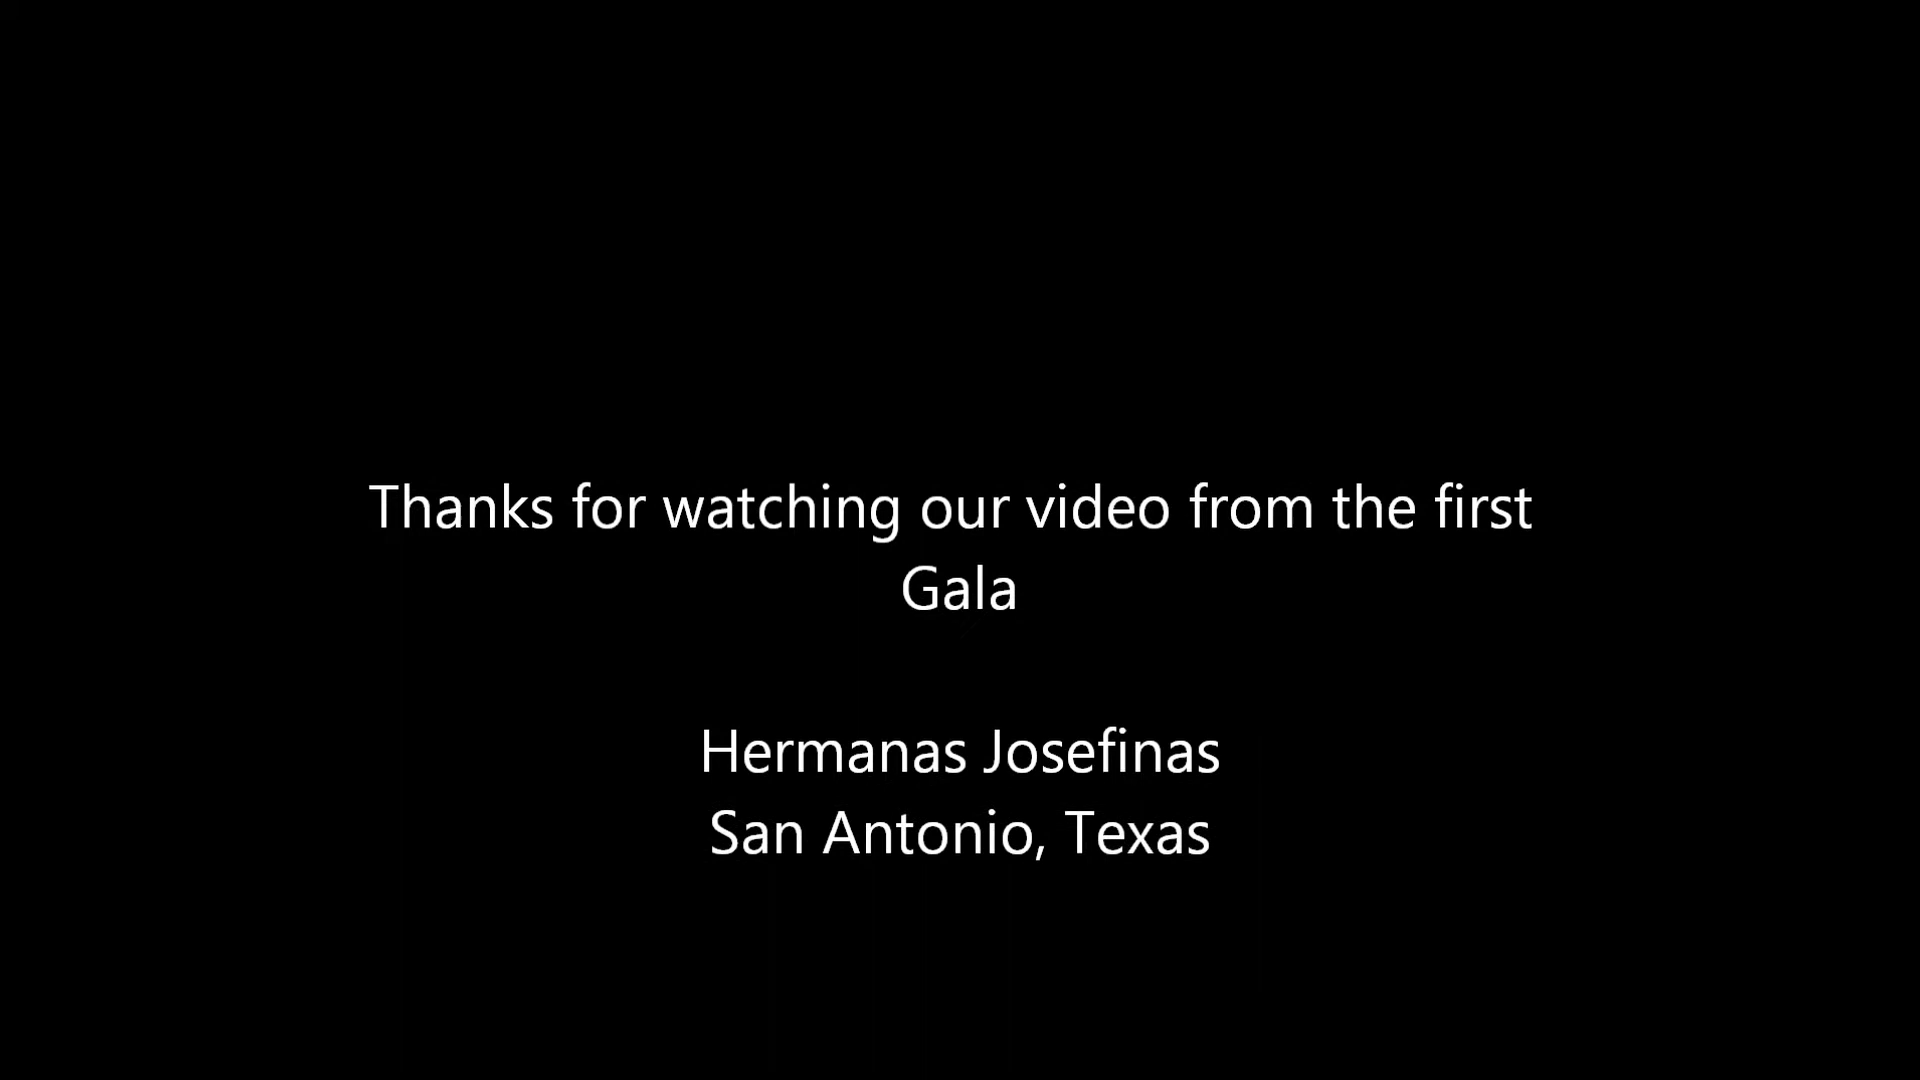 Thanks for watching our video from the first
Gala
Hermanas Josefinas
San Antonio, Texas